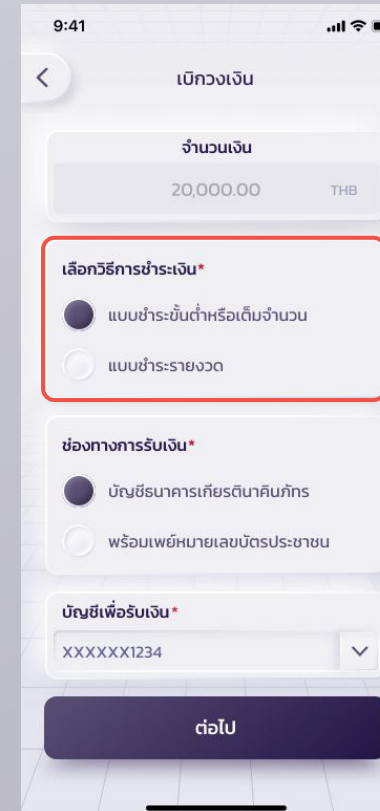 9:41
เบิกวงเงิน
จำนวนเงิน
20,000.00 THB
เลือกวิธีการชำระเงิน*
แบบชำระขั้นต่ำหรือเต็มจำนวน
แบบชำระรายงวด
ช่องทางการรับเงิน*
บัญชีธนาคารเกียรตินาคินภัทร
พร้อมเพย์หมายเลขบัตรประชาชน
บัญชีเพื่อรับเงิน*
XXXXXX1234
ต่อไป